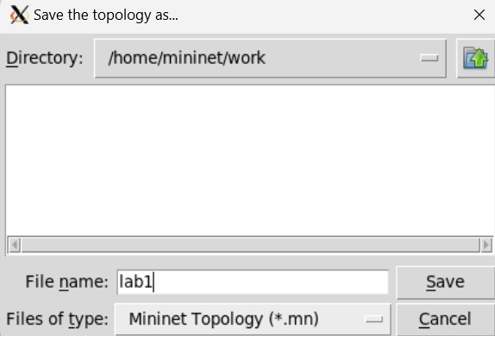 Save the topology as...
Directory: /home/mininet/work
File name: lab1
Save
Files of type: Mininet Topology (*.mn)
Cancel